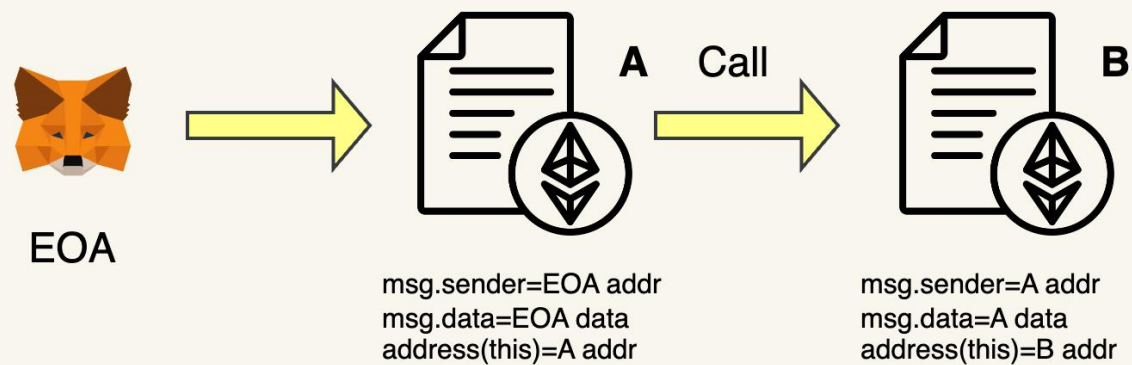 A
Call
B
EOA
msg.sender=EOA addr
msg.data=EOA data
address(this)=A addr
msg.sender=A addr
msg.data=A data
address(this)=B addr